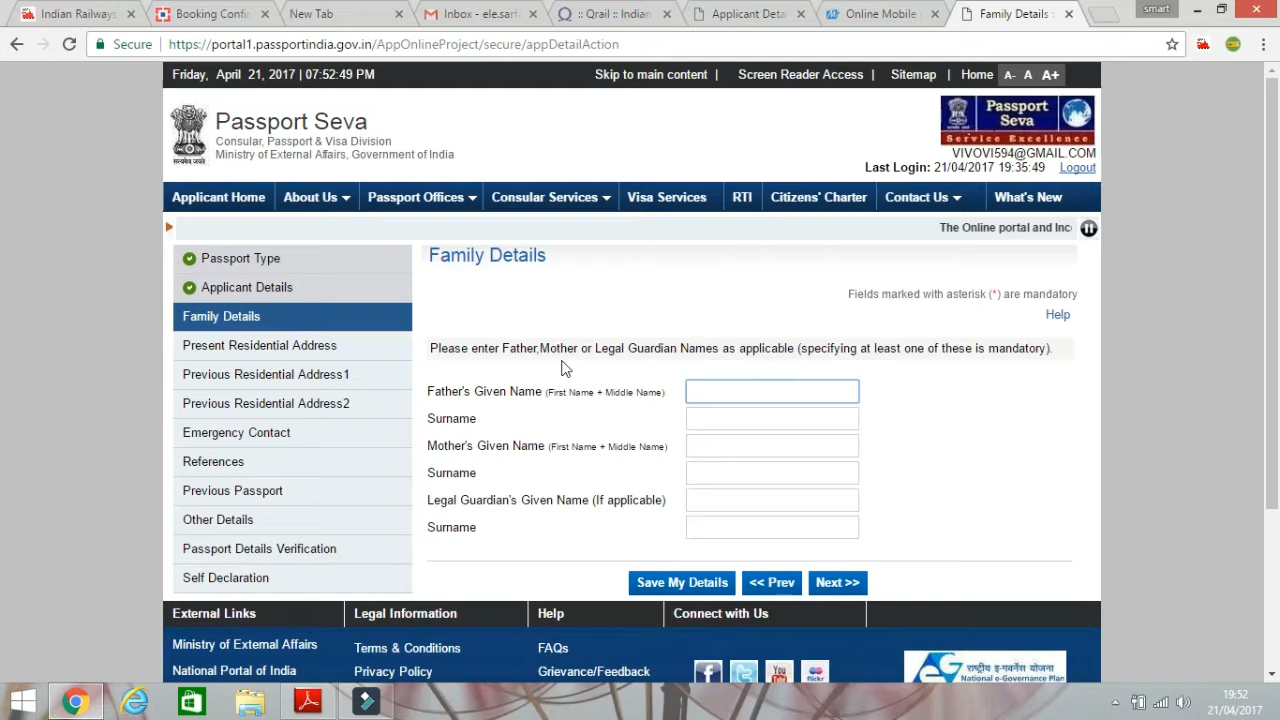 Indian Railways
Booking Confi
New Tab
Inbox - ele.sarf
:: Qrail :: Indian
Applicant Deta
Online Mobile
Family Details
smart
Secure
https://portal1.passportindia.gov.in/AppOnlineProject/secure/appDetailAction
Friday, April 21, 2017 | 07:52:49 PM
Skip to main content |
Screen Reader Access |
Sitemap |
Home
A- A A+
Passport Seva
Consular, Passport & Visa Division
Ministry of External Affairs, Government of India
Passport
Seva
Service Excellence
VIVOVI594@GMAIL.COM
Last Login: 21/04/2017 19:35:49 Logout
Applicant Home
About Us
Passport Offices
Consular Services
Visa Services
RTI
Citizens' Charter
Contact Us
What's New
The Online portal and Inc
Passport Type
Applicant Details
Family Details
Present Residential Address
Previous Residential Address1
Previous Residential Address2
Emergency Contact
References
Previous Passport
Other Details
Passport Details Verification
Self Declaration
Family Details
Fields marked with asterisk (*) are mandatory
Help
Please enter Father,Mother or Legal Guardian Names as applicable (specifying at least one of these is mandatory).
Father's Given Name (First Name + Middle Name)
Surname
Mother's Given Name (First Name + Middle Name)
Surname
Legal Guardian's Given Name (If applicable)
Surname
Save My Details
<< Prev
Next >>
External Links
Legal Information
Help
Connect with Us
Ministry of External Affairs
National Portal of India
Terms & Conditions
Privacy Policy
FAQs
Grievance/Feedback
You
flickr
राष्ट्रीय ई-गवर्नेंस योजना
National e-Governance Plan
19:52
21/04/2017